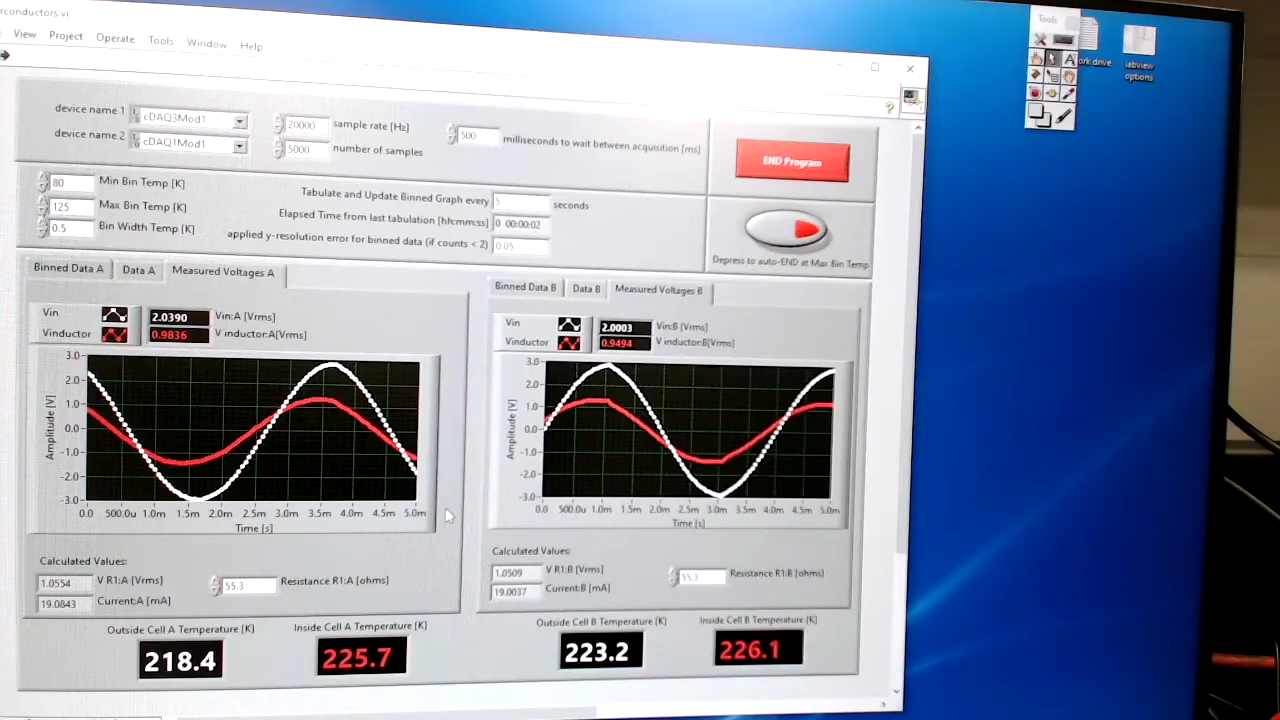 rconductors.vi
View Project Operate Tools Window Help
Tools
ork drive
labview options
device name 1 cDAQ3Mod1
device name 2 cDAQ1Mod1
20000 sample rate [Hz]
5000 number of samples
500 milliseconds to wait between acquisition [ms]
END Program
80 Min Bin Temp [K]
125 Max Bin Temp [K]
0.5 Bin Width Temp [K]
Tabulate and Update Binned Graph every 5 seconds
Elapsed Time from last tabulation [hh:mm:ss] 0 00:00:02
applied y-resolution error for binned data (if counts < 2) 0.05
Depress to auto-END at Max Bin Temp
Binned Data A Data A Measured Voltages A
Vin 2.0390 Vin:A [Vrms]
Vinductor 0.9836 V inductor:A[Vrms]
Amplitude [V]
3.0
2.0
1.0
0.0
-1.0
-2.0
-3.0
0.0 500.0u 1.0m 1.5m 2.0m 2.5m 3.0m 3.5m 4.0m 4.5m 5.0m
Time [s]
Calculated Values:
1.0554 V R1:A [Vrms]
19.0843 Current:A [mA]
55.3 Resistance R1:A [ohms]
Binned Data B Data B Measured Voltages B
Vin 2.0003 Vin:B [Vrms]
Vinductor 0.9494 V inductor:B[Vrms]
Amplitude [V]
3.0
2.0
1.0
0.0
-1.0
-2.0
-3.0
0.0 500.0u 1.0m 1.5m 2.0m 2.5m 3.0m 3.5m 4.0m 4.5m 5.0m
Time [s]
Calculated Values:
1.0509 V R1:B [Vrms]
19.0037 Current:B [mA]
55.3 Resistance R1:B [ohms]
Outside Cell A Temperature [K]
218.4
Inside Cell A Temperature [K]
225.7
Outside Cell B Temperature [K]
223.2
Inside Cell B Temperature [K]
226.1